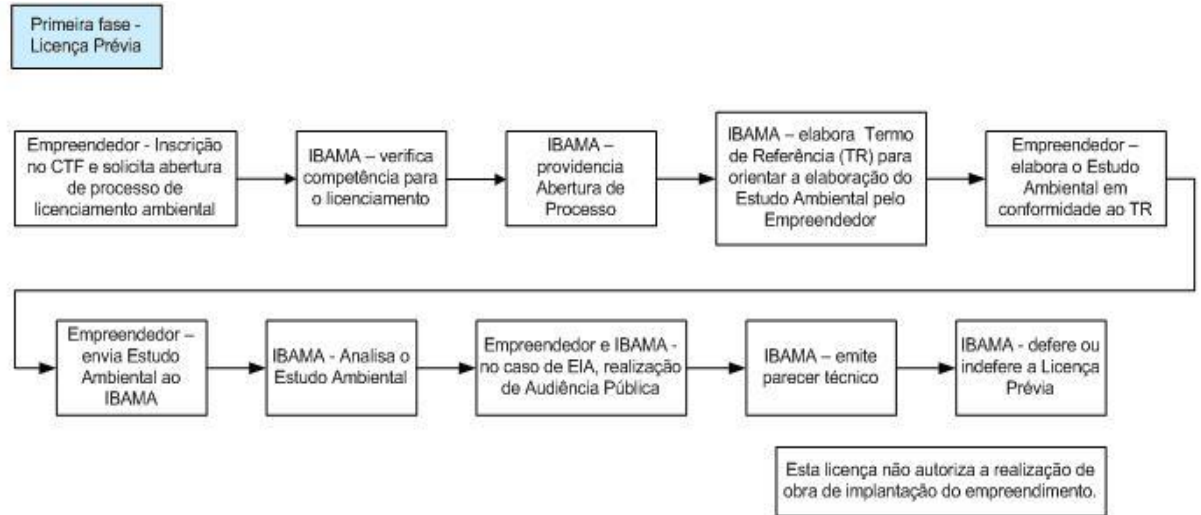 Primeira fase -
Licença Prévia
Empreendedor - Inscrição
no CTF e solicita abertura
de processo de
licenciamento ambiental
IBAMA – verifica
competência para
o licenciamento
IBAMA –
providencia
Abertura de
Processo
IBAMA – elabora Termo
de Referência (TR) para
orientar a elaboração do
Estudo Ambiental pelo
Empreendedor
Empreendedor –
elabora o Estudo
Ambiental em
conformidade ao TR
Empreendedor –
envia Estudo
Ambiental ao
IBAMA
IBAMA - Analisa o
Estudo Ambiental
Empreendedor e IBAMA -
no caso de EIA, realização
de Audiência Pública
IBAMA – emite
parecer técnico
IBAMA - defere ou
indefere a Licença
Prévia
Esta licença não autoriza a realização de
obra de implantação do empreendimento.